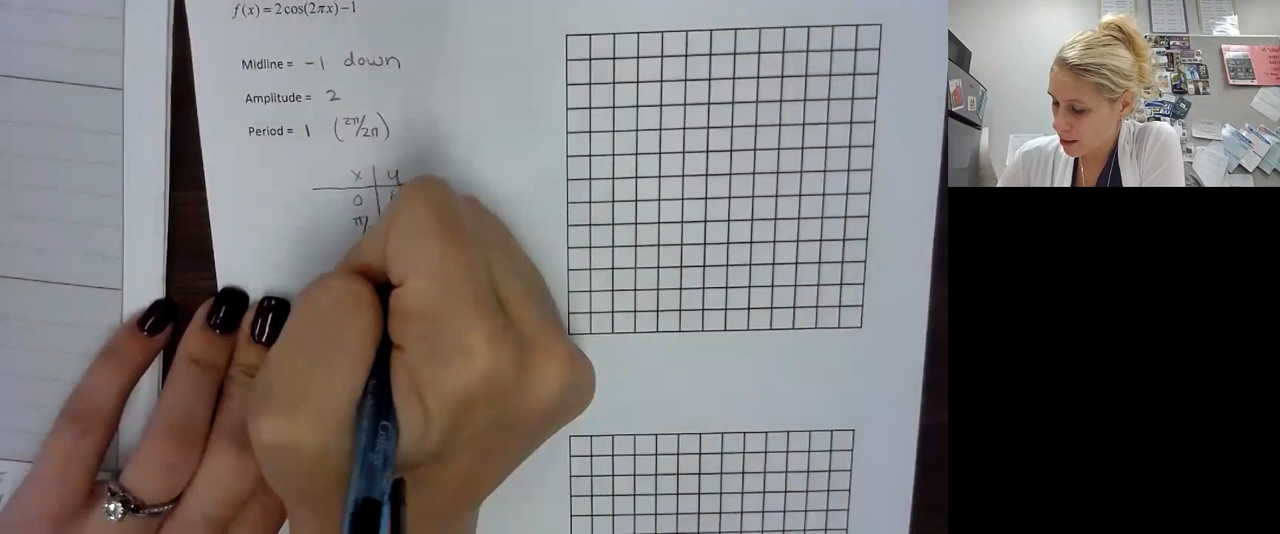 f(x)=2cos(2πx)−1
Midline = -1 down
Amplitude = 2
Period = 1 (2π/2π)
x y
0
π/